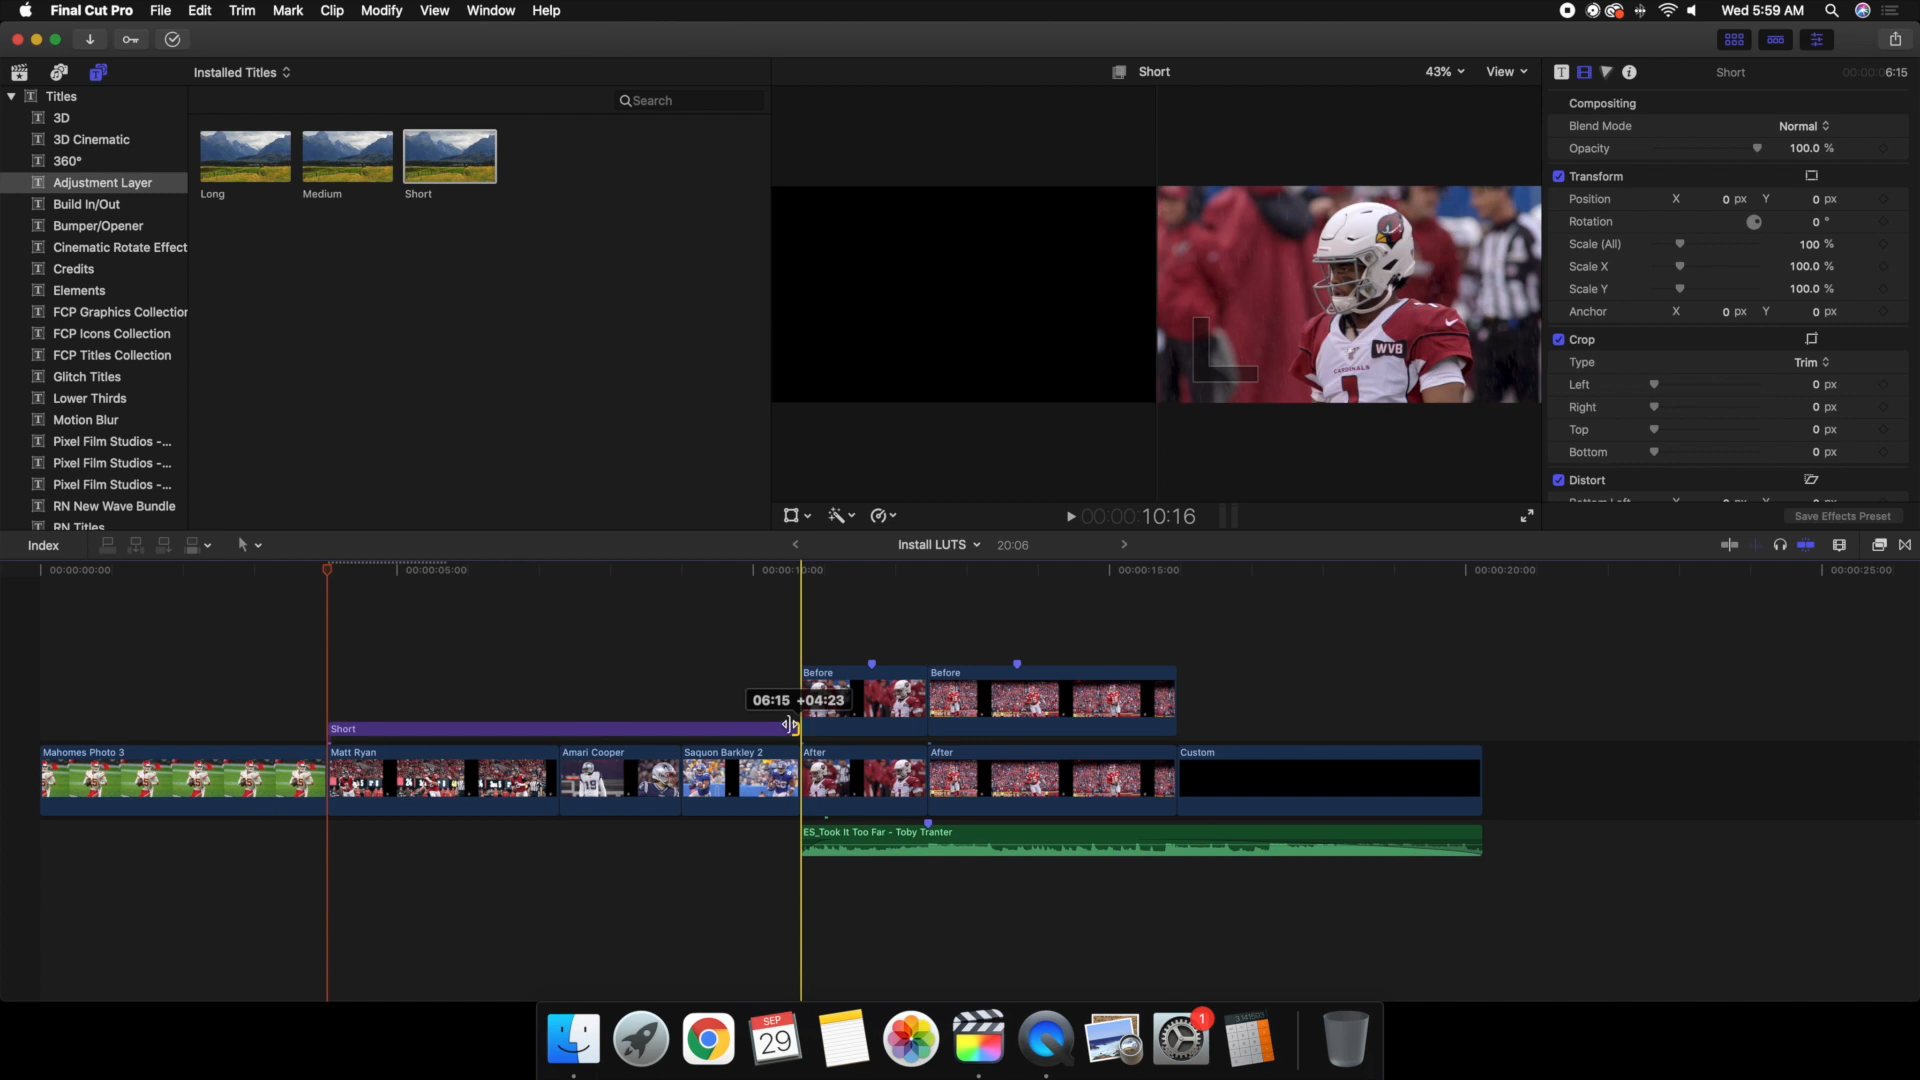 Final Cut Pro File Edit Trim Mark Clip Modify View Window Help
Wed 5:59 AM
Installed Titles
Short
43%
View
Short
00:00:06:15
Titles
Search
3D
3D Cinematic
360°
Adjustment Layer
Build In/Out
Bumper/Opener
Cinematic Rotate Effect
Credits
Elements
FCP Graphics Collection
FCP Icons Collection
FCP Titles Collection
Glitch Titles
Lower Thirds
Motion Blur
Pixel Film Studios -...
Pixel Film Studios -...
Pixel Film Studios -...
RN New Wave Bundle
RN Titles
Long
Medium
Short
WVB
CARDINALS
Compositing
Blend Mode Normal
Opacity 100.0 %
Transform
Position X 0 px Y 0 px
Rotation 0 °
Scale (All) 100 %
Scale X 100.0 %
Scale Y 100.0 %
Anchor X 0 px Y 0 px
Crop
Type Trim
Left 0 px
Right 0 px
Top 0 px
Bottom 0 px
Distort
Save Effects Preset
00:00:10:16
Index
Install LUTS
20:06
00:00:00:00
00:00:05:00
00:00:10:00
00:00:15:00
00:00:20:00
00:00:25:00
Before
Before
06:15 +04:23
Short
Mahomes Photo 3
Matt Ryan
Amari Cooper
Saquon Barkley 2
After
After
Custom
ES_Took It Too Far - Toby Tranter
SEP
29
1